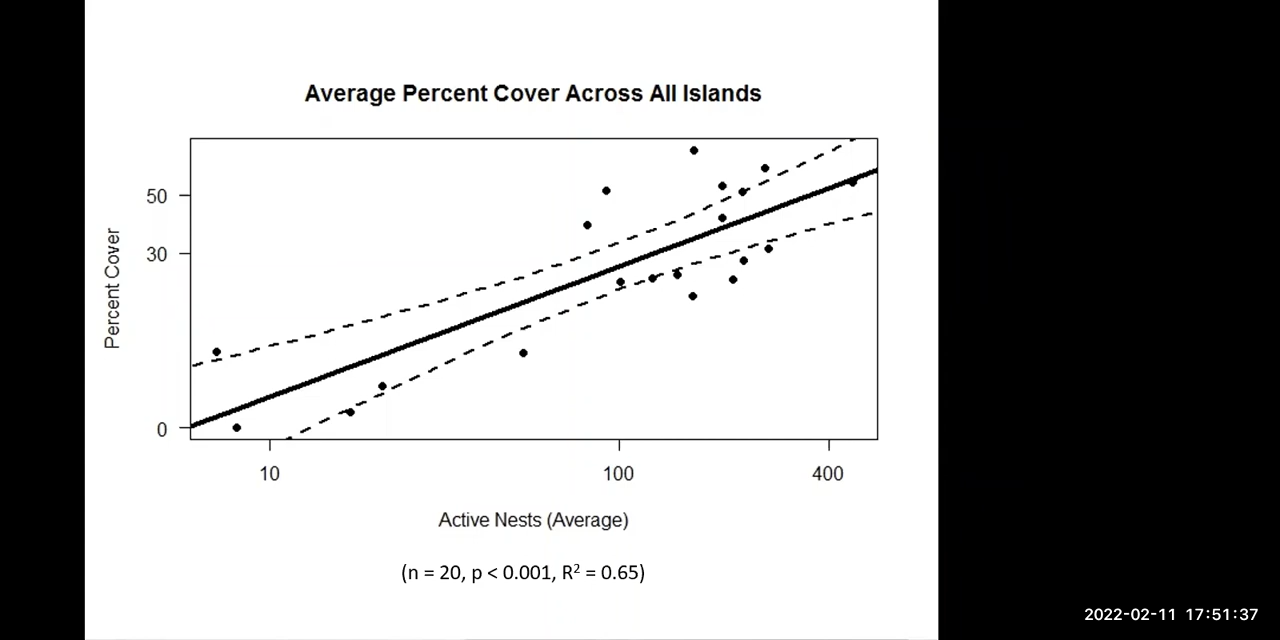 Average Percent Cover Across All Islands
50
30
0
Percent Cover
10 100 400
Active Nests (Average)
(n = 20, p < 0.001, R² = 0.65)
2022-02-11 17:51:37